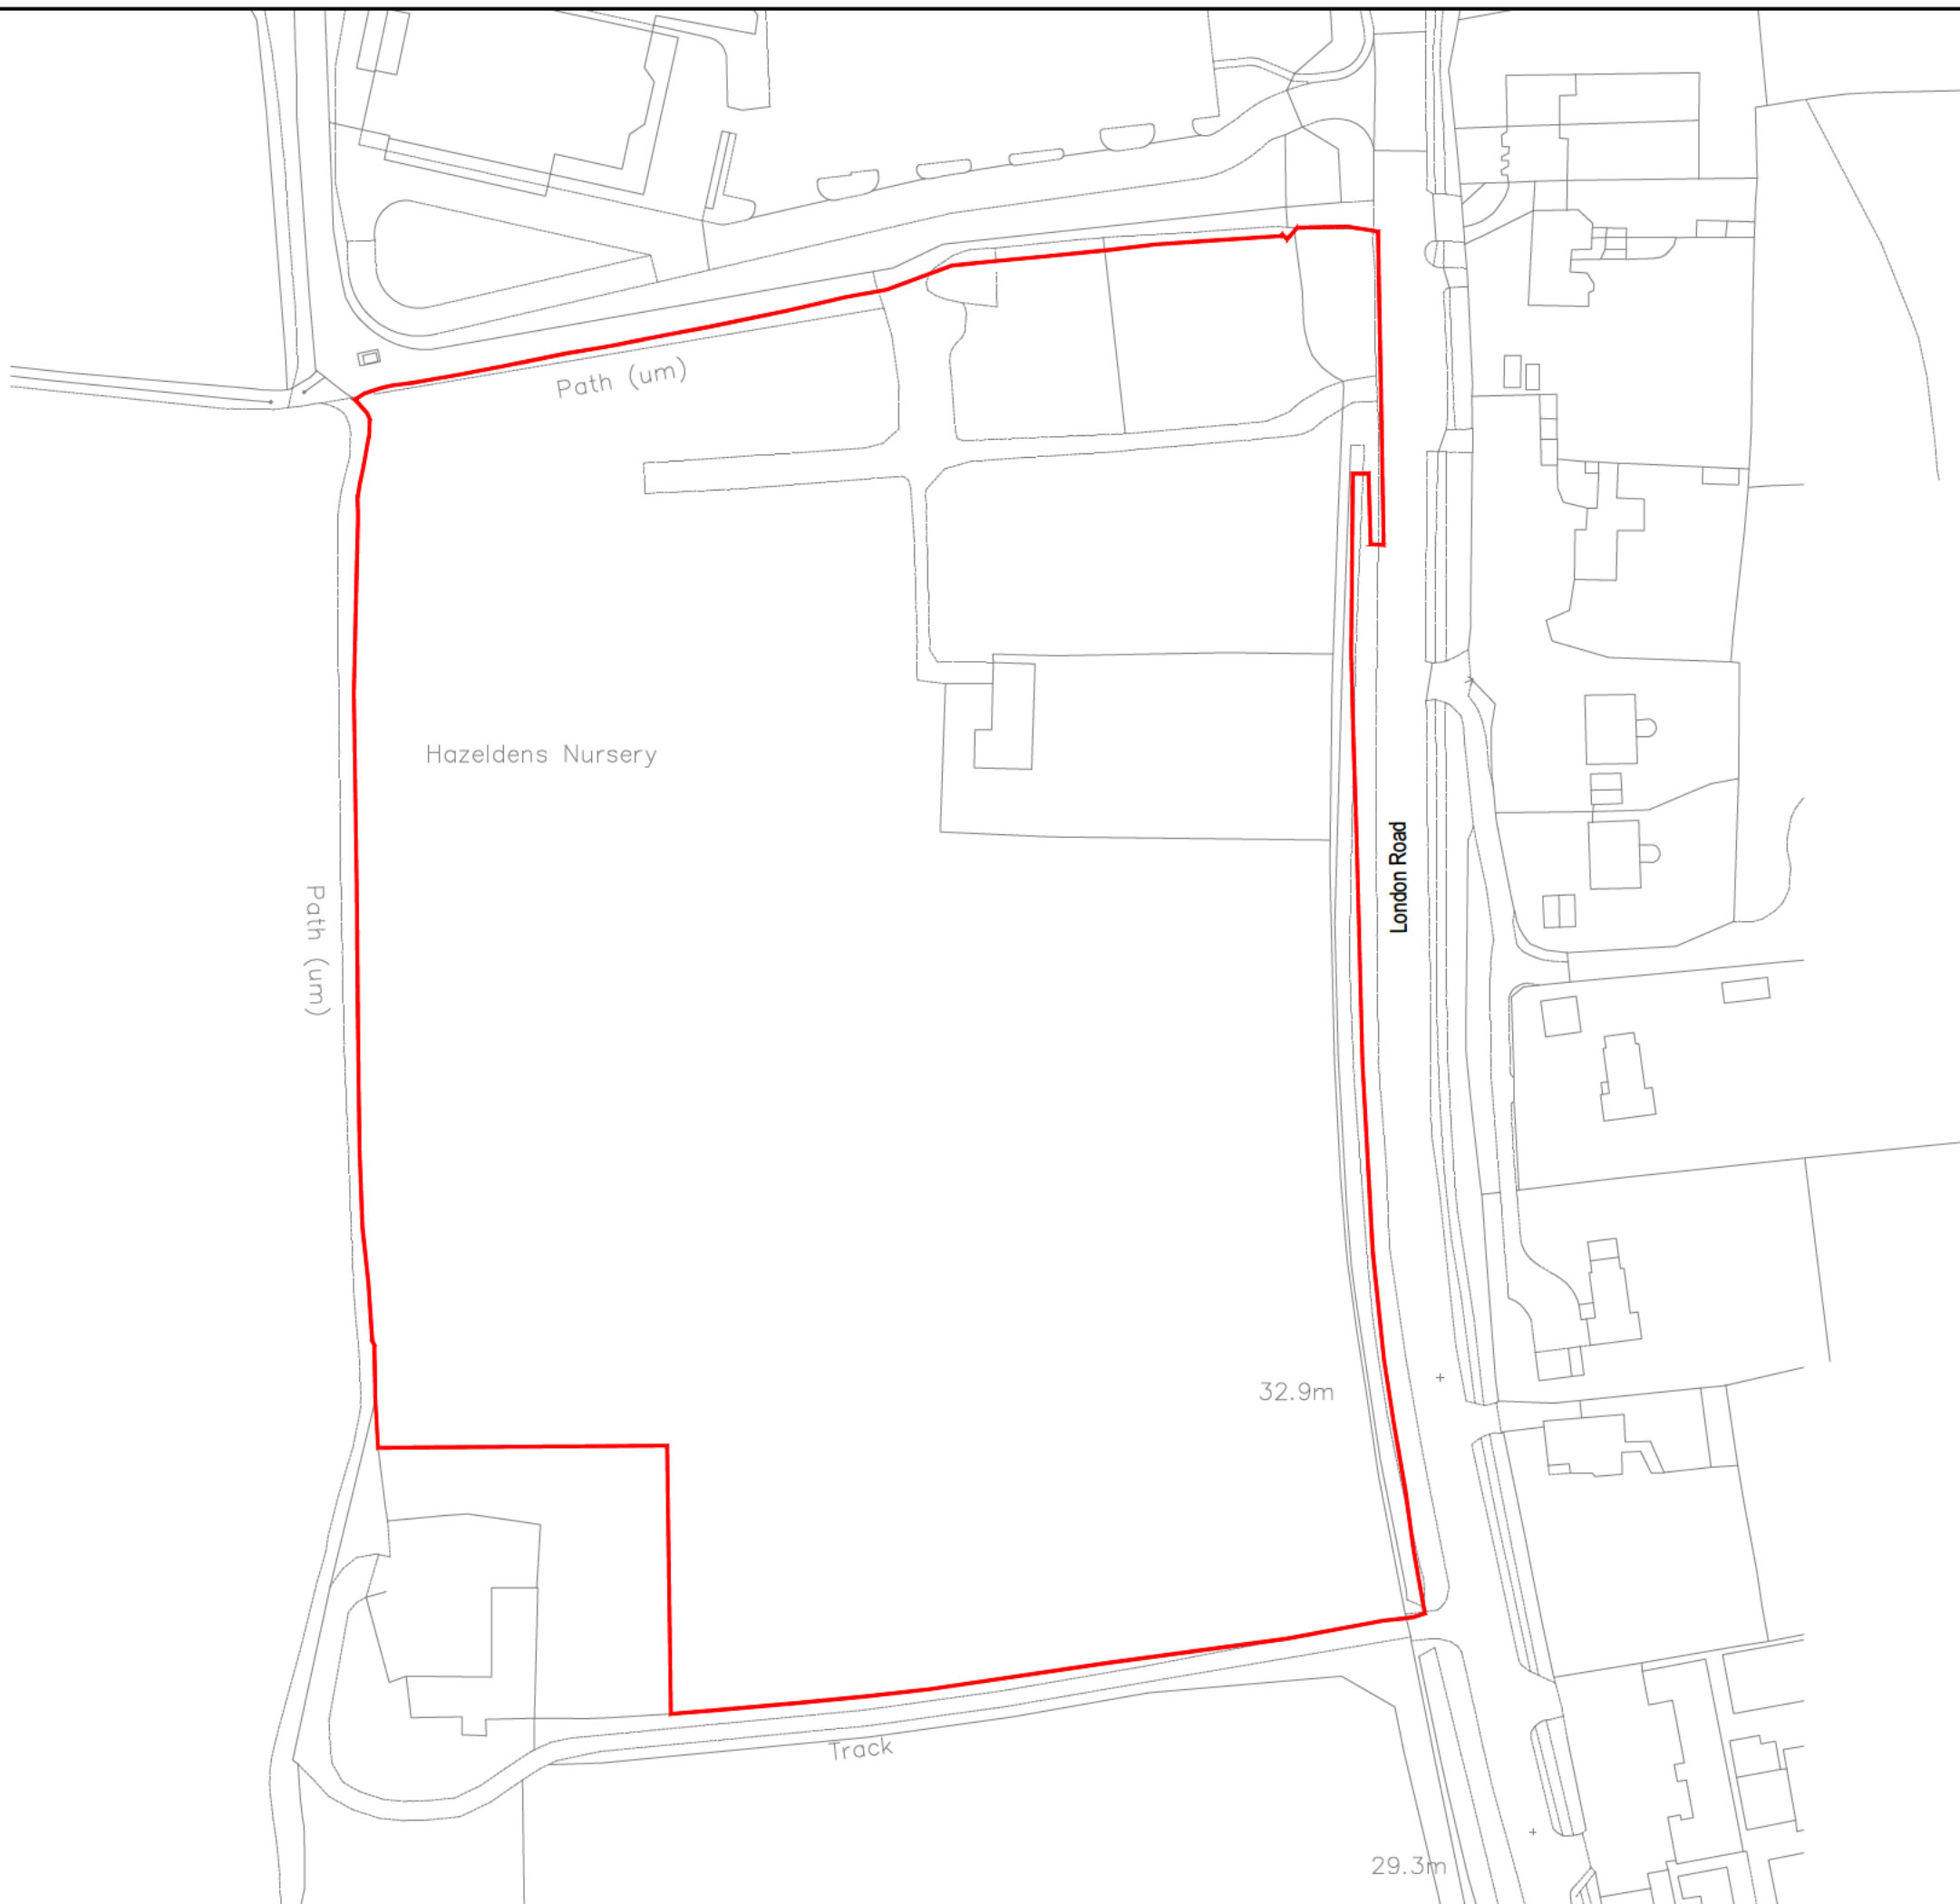 Path (um)
Hazeldens Nursery
London Road
Path (um)
32.9m
Track
29.3m